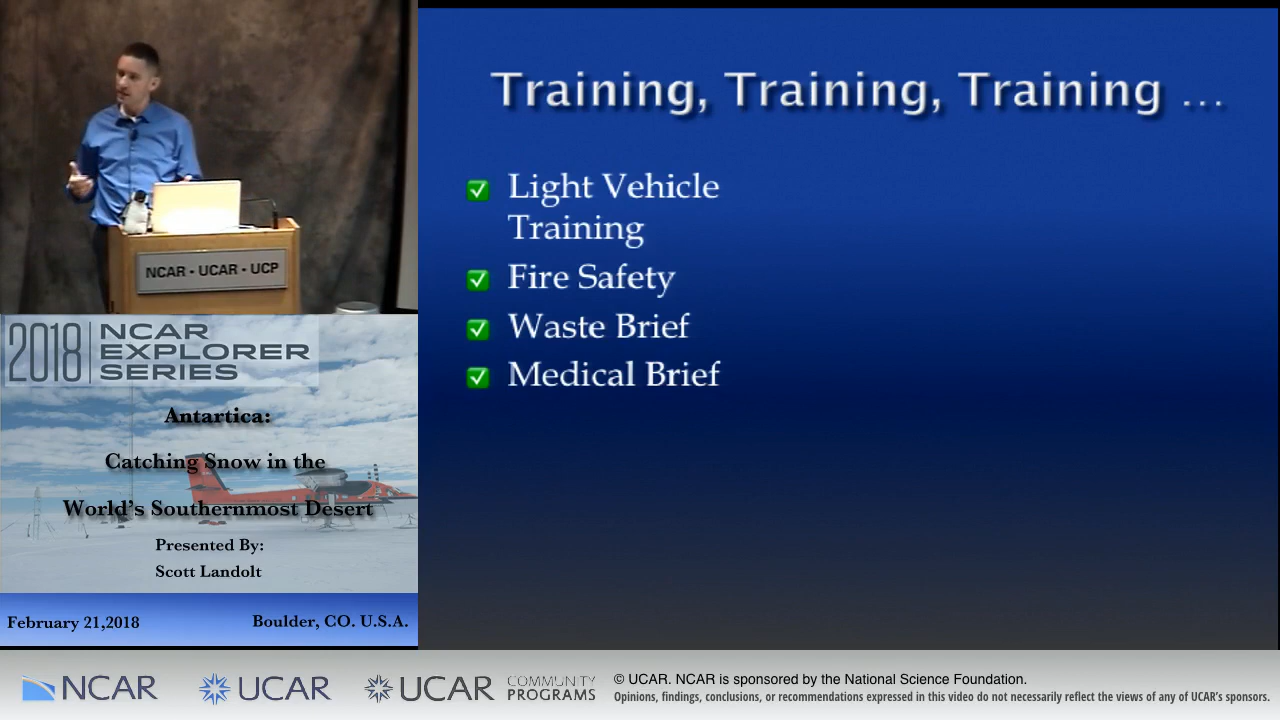 Training, Training, Training ...
Light Vehicle
Training
Fire Safety
Waste Brief
Medical Brief
NCAR • UCAR • UCP
2018 NCAR
EXPLORER
SERIES
Antartica:
Catching Snow in the
World's Southernmost Desert
Presented By:
Scott Landolt
February 21,2018
Boulder, CO. U.S.A.
NCAR
UCAR
UCAR COMMUNITY
PROGRAMS
© UCAR. NCAR is sponsored by the National Science Foundation.
Opinions, findings, conclusions, or recommendations expressed in this video do not necessarily reflect the views of any of UCAR's sponsors.